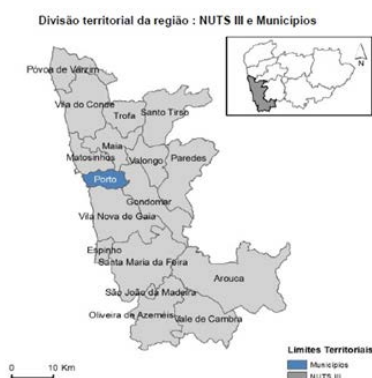 Divisão territorial da região : NUTS III e Municípios
N
Póvoa de Varzim
Vila do Conde
Trofa
Santo Tirso
Maia
Matosinhos
Valongo
Paredes
Porto
Gondomar
Vila Nova de Gaia
Espinho
Santa Maria da Feira
Arouca
São João da Madeira
Oliveira de Azeméis
Vale de Cambra
0 10 Km
Limites Territoriais
Municípios
NUTS III